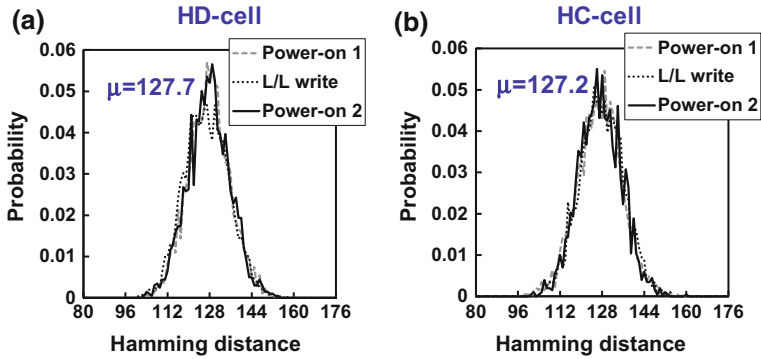 (a) HD-cell
0.06
0.05
0.04
0.03
0.02
0.01
0
Probability
μ=127.7
Power-on 1
L/L write
Power-on 2
80 96 112 128 144 160 176
Hamming distance
(b) HC-cell
0.06
0.05
0.04
0.03
0.02
0.01
0
Probability
μ=127.2
Power-on 1
L/L write
Power-on 2
80 96 112 128 144 160 176
Hamming distance